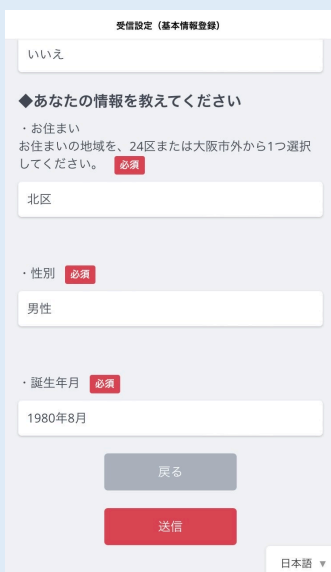 受信設定（基本情報登録）
いいえ
◆あなたの情報を教えてください
・お住まい
お住まいの地域を、24区または大阪市外から1つ選択
してください。 必須
北区
・性別 必須
男性
・誕生年月 必須
1980年8月
戻る
送信
日本語 ▼